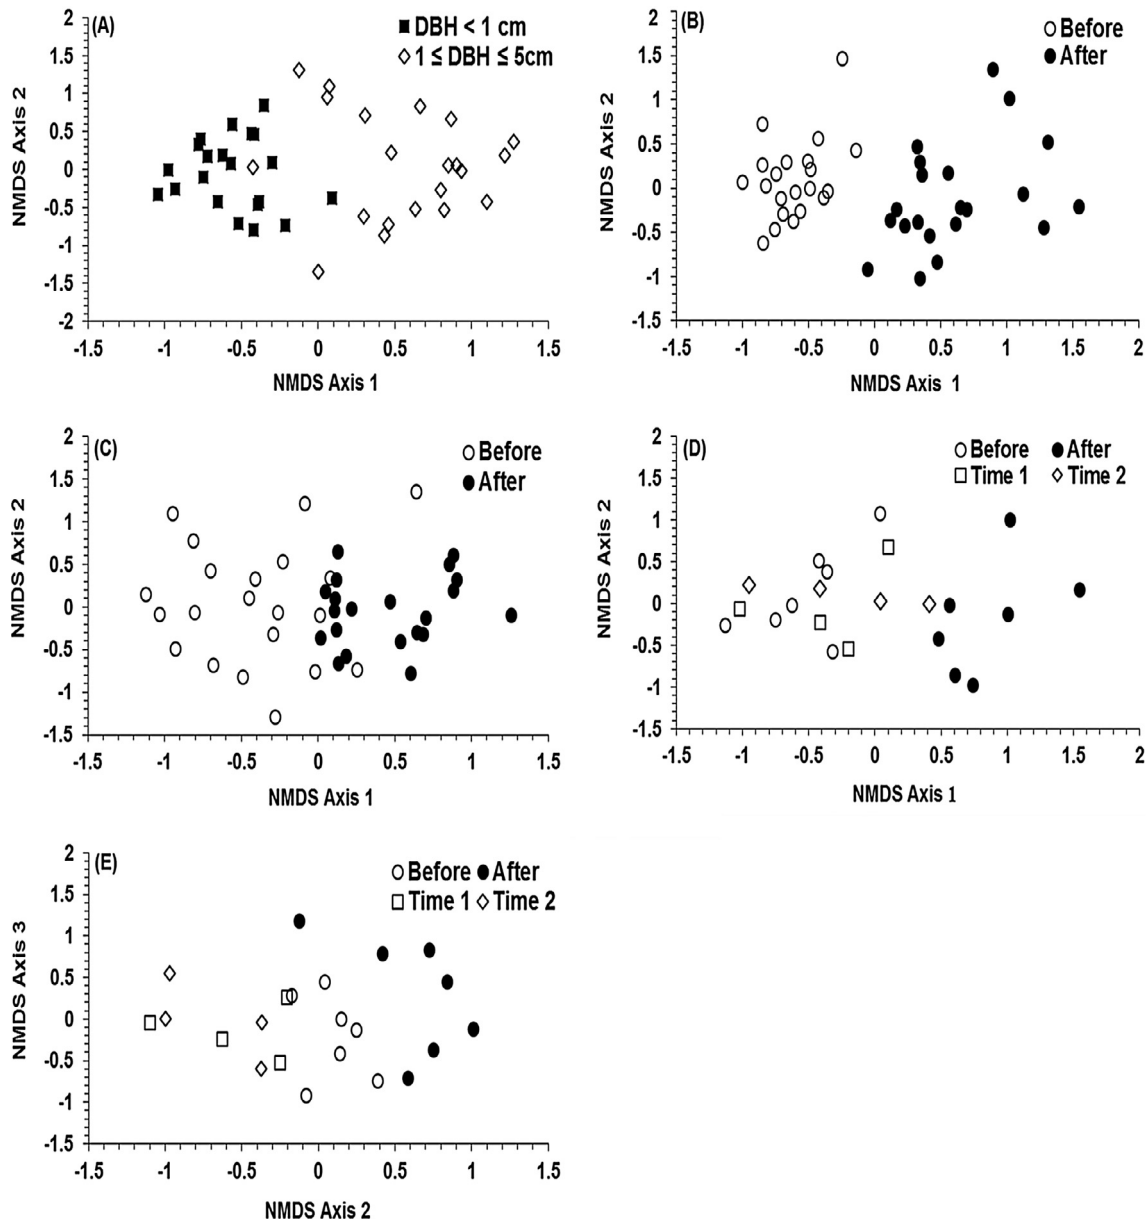 (A)
DBH < 1 cm
1 ≤ DBH ≤ 5cm
2
1.5
1
0.5
0
-0.5
-1
-1.5
-2
NMDS Axis 2
-1.5 -1 -0.5 0 0.5 1 1.5
NMDS Axis 1
(B)
Before
After
2
1.5
1
0.5
0
-0.5
-1
-1.5
NMDS Axis 2
-1.5 -1 -0.5 0 0.5 1 1.5 2
NMDS Axis 1
(C)
Before
After
2
1.5
1
0.5
0
-0.5
-1
-1.5
NMDS Axis 2
-1.5 -1 -0.5 0 0.5 1 1.5
NMDS Axis 1
(D)
Before After
Time 1 Time 2
2
1.5
1
0.5
0
-0.5
-1
-1.5
NMDS Axis 2
-1.5 -1 -0.5 0 0.5 1 1.5 2
NMDS Axis 1
(E)
Before After
Time 1 Time 2
2
1.5
1
0.5
0
-0.5
-1
-1.5
NMDS Axis 3
-1.5 -1 -0.5 0 0.5 1 1.5
NMDS Axis 2